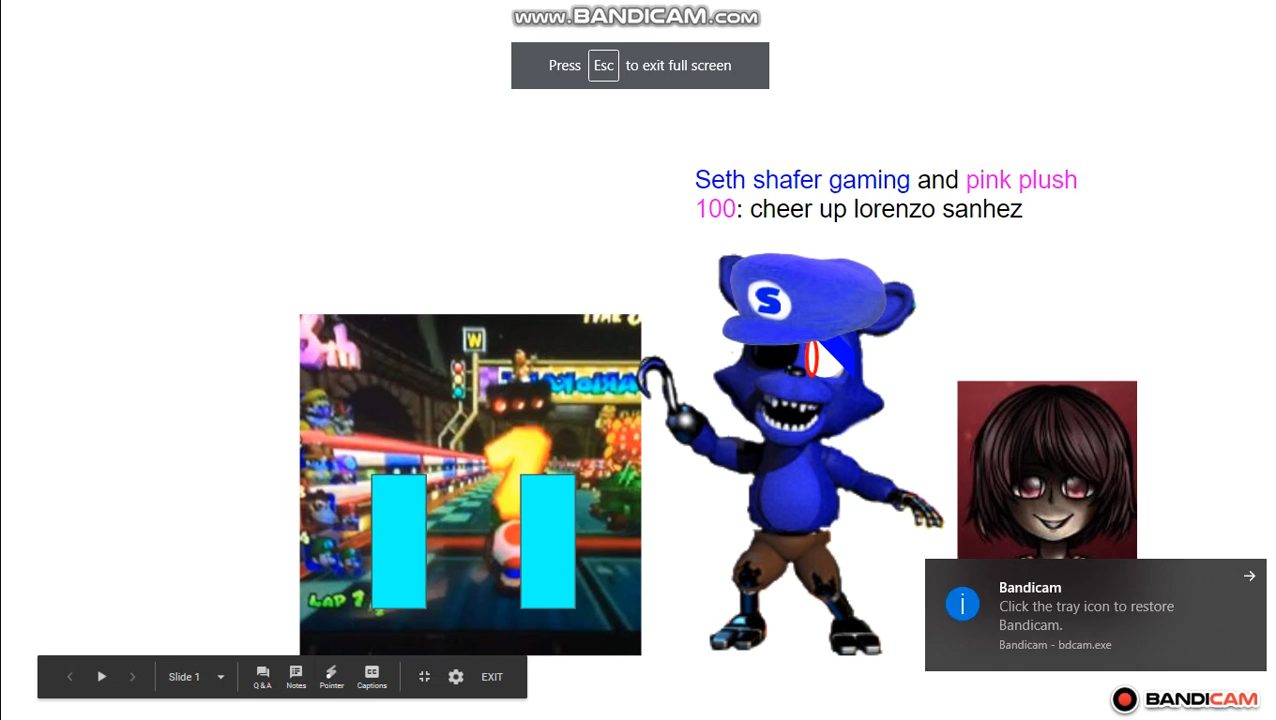 www.BANDICAM.com
Press Esc to exit full screen
Seth shafer gaming and pink plush
100: cheer up lorenzo sanhez
S
W
LAP 1
Bandicam
Click the tray icon to restore
Bandicam.
Bandicam - bdcam.exe
Slide 1
Q & A
Notes
Pointer
Captions
EXIT
BANDICAM